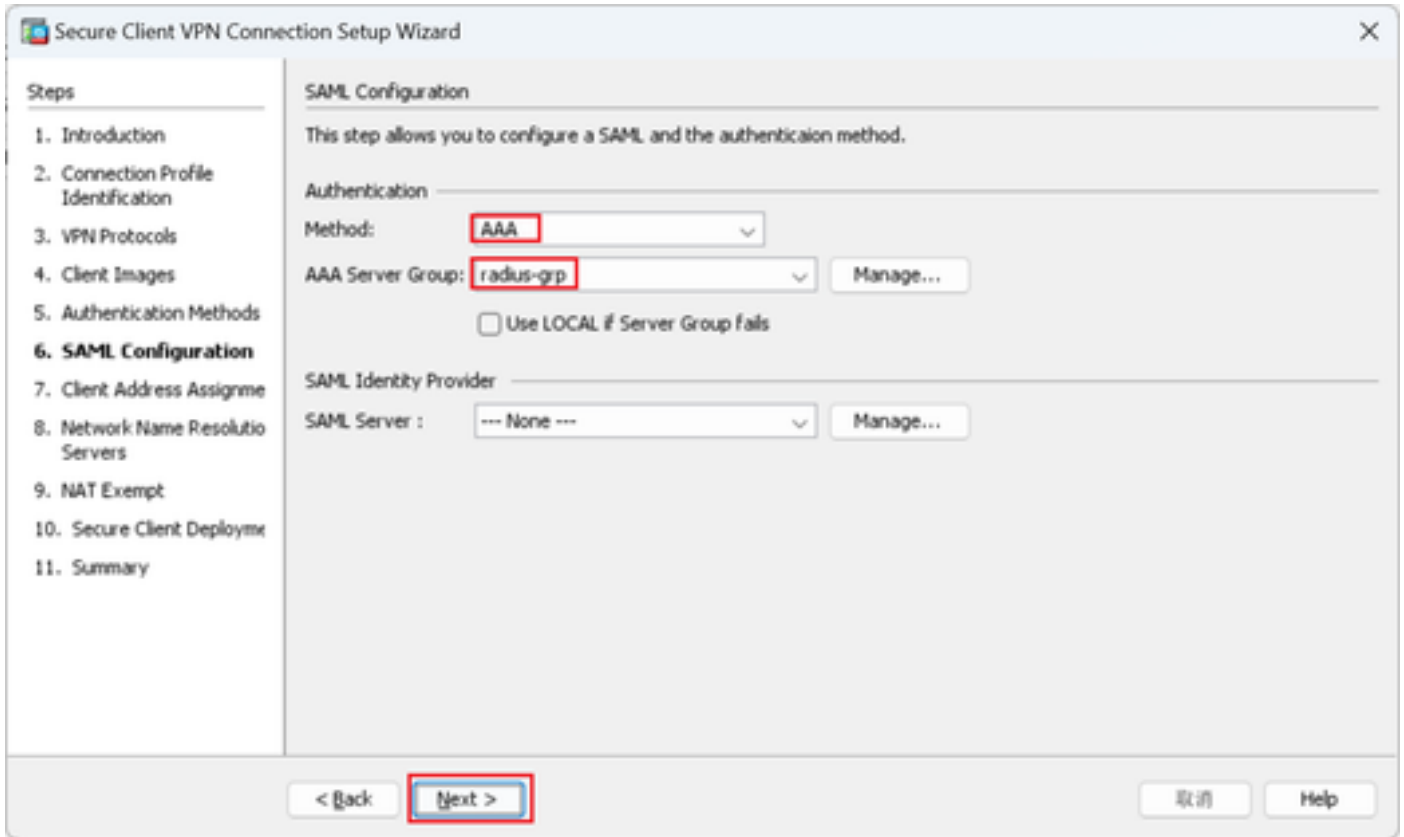 Secure Client VPN Connection Setup Wizard
Steps
1. Introduction
2. Connection Profile
Identification
3. VPN Protocols
4. Client Images
5. Authentication Methods
6. SAML Configuration
7. Client Address Assignme
8. Network Name Resolutio
Servers
9. NAT Exempt
10. Secure Client Deployme
11. Summary
SAML Configuration
This step allows you to configure a SAML and the authenticaion method.
Authentication
Method: AAA
AAA Server Group: radius-grp Manage...
Use LOCAL if Server Group fails
SAML Identity Provider
SAML Server : --- None --- Manage...
< Back Next > 取消 Help